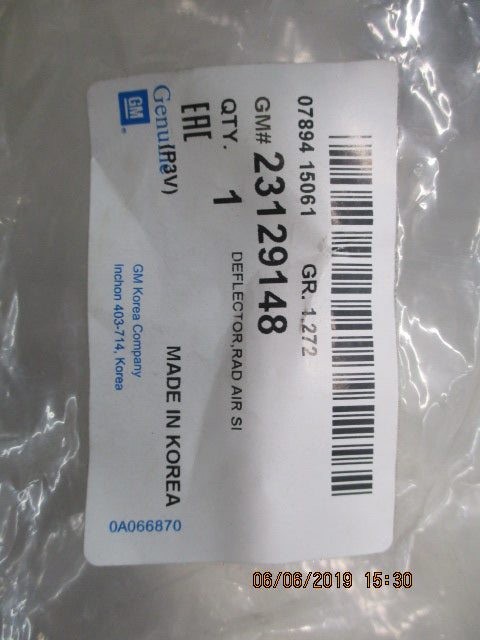 07894 15061 GR. 1.272
GM# 23129148
QTY. 1 DEFLECTOR,RAD AIR SI
EAC
(P3V) MADE IN KOREA
GM Genuine
GM Korea Company
Inchon 403-714, Korea
0A066870
06/06/2019 15:30